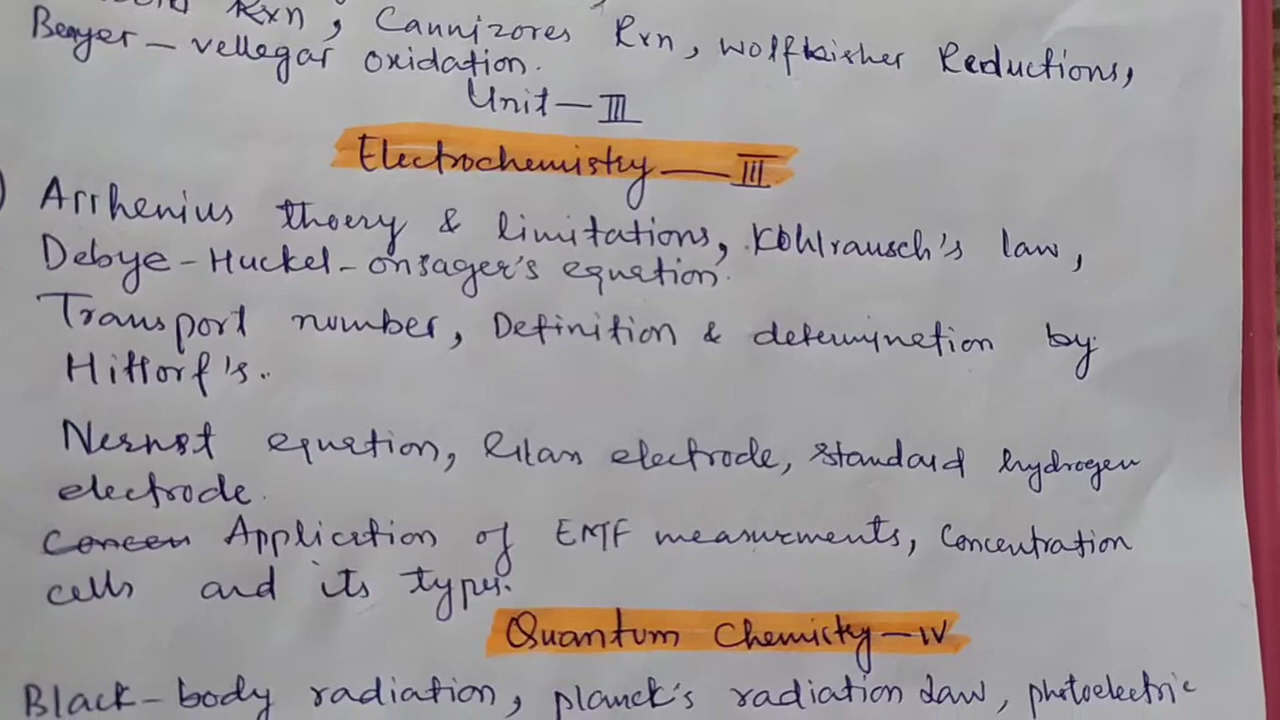 Rxn, Cannizores Rxn, wolfkisher Reductions,
Beayer - vellegar oxidation.
Unit - III
Electrochemistry - III
Arrhenius thoery & limitations, Kohlrausch's law,
Debye - Huckel - onsager's equation.
Transport number, Definition & determination by
Hittorf's.
Nernst equation, Glass electrode, standard hydrogen
electrode.
Concen Application of EMF measurements, Concentration
cells and its types.
Quantum Chemistry - IV
Black-body radiation, planck's radiation law, photoelectric